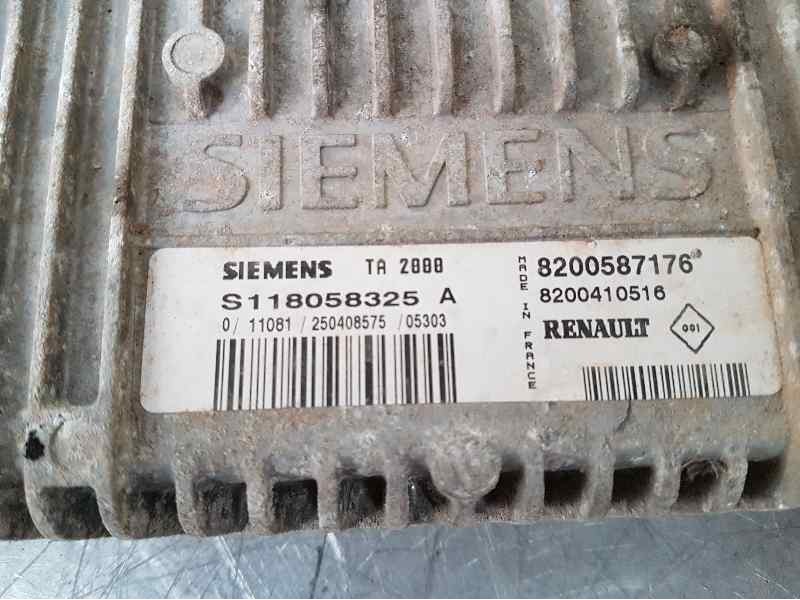 SIEMENS
SIEMENS TA 2000
S118058325 A
0/ 11081 / 250408575 /05303
MADE IN FRANCE
8200587176
8200410516
RENAULT 001